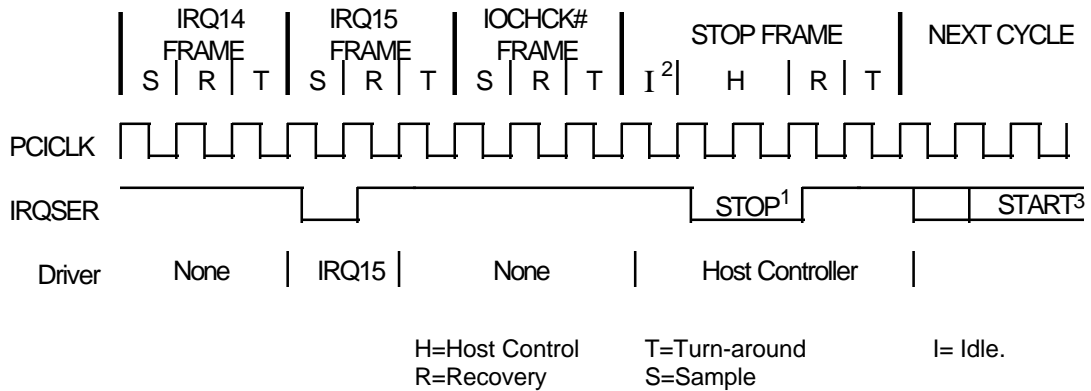 IRQ14 FRAME IRQ15 FRAME IOCHCK# FRAME STOP FRAME NEXT CYCLE
S R T S R T S R T I 2 H R T
PCICLK
IRQSER STOP1 START3
Driver None IRQ15 None Host Controller
H=Host Control T=Turn-around I= Idle.
R=Recovery S=Sample